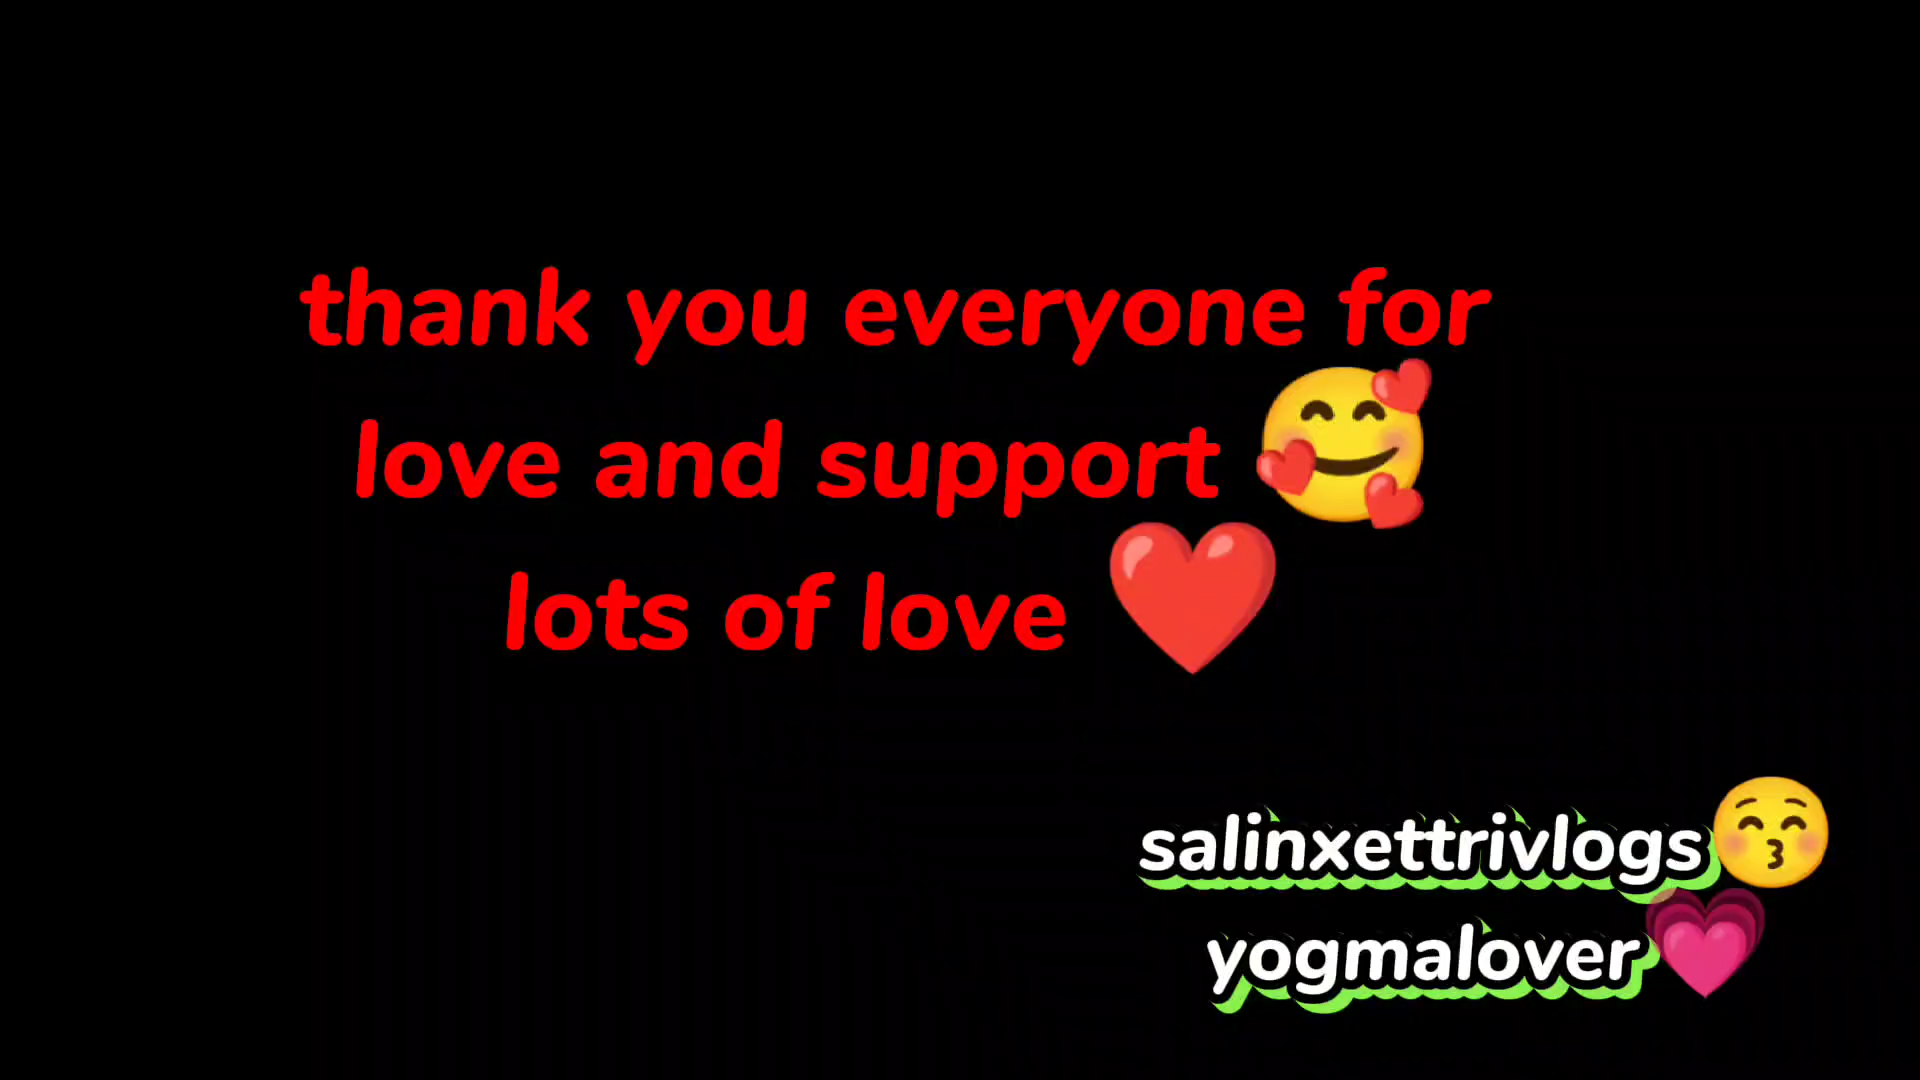 thank you everyone for
love and support 🥰
lots of love ❤️
salinxettrivlogs😚
yogmalover💗